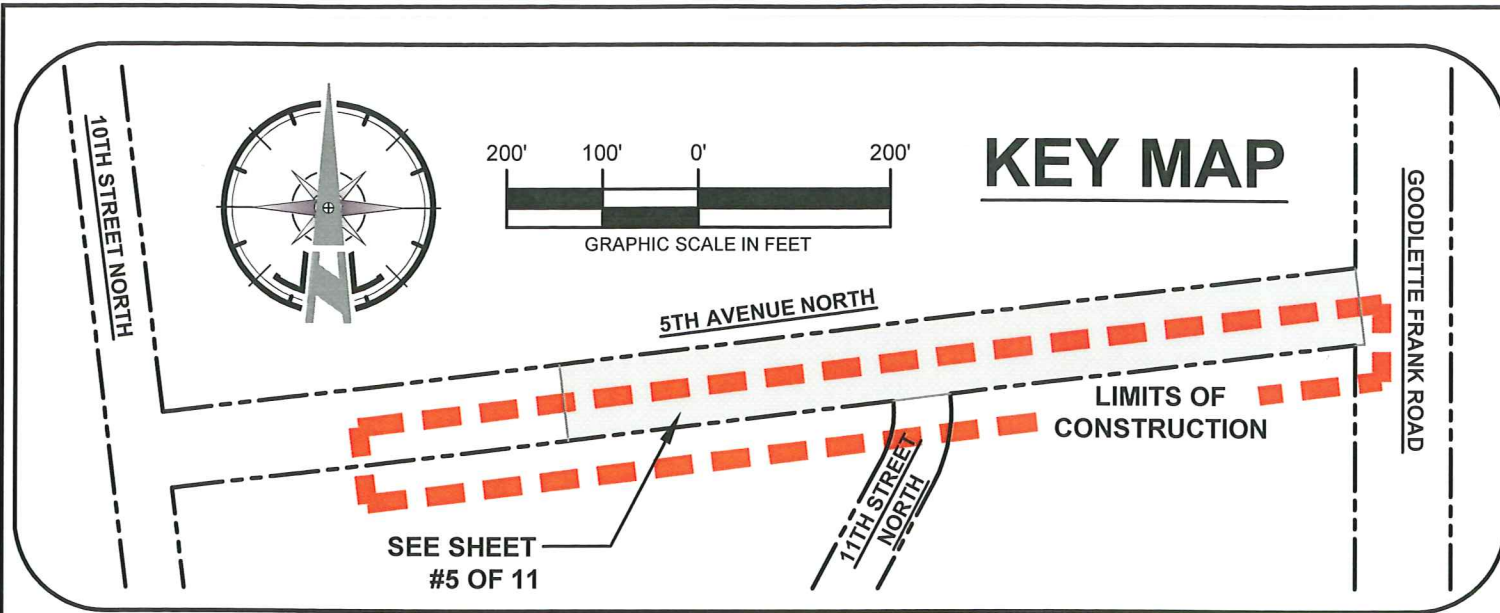 10TH STREET NORTH
200' 100' 0' 200'
GRAPHIC SCALE IN FEET
KEY MAP
N
5TH AVENUE NORTH
GOODLETTE FRANK ROAD
LIMITS OF
CONSTRUCTION
11TH STREET
NORTH
SEE SHEET
#5 OF 11